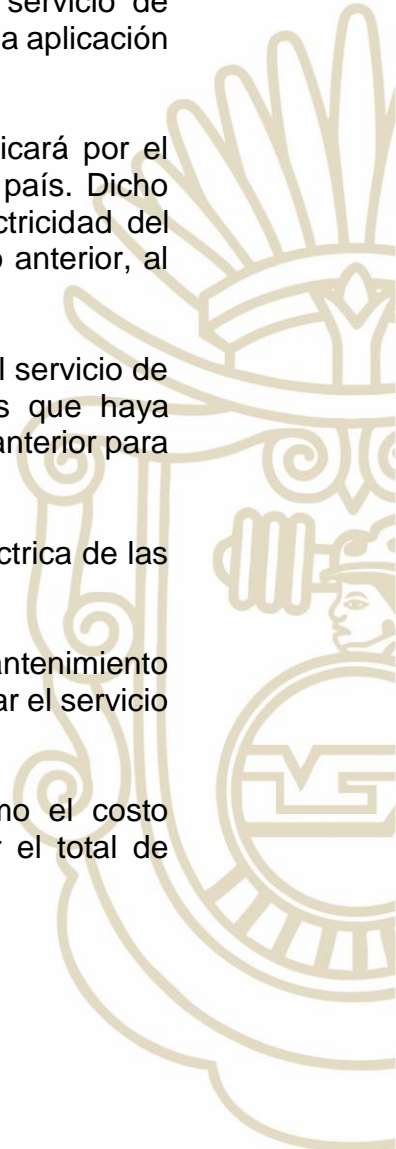 servicio de
a aplicación
icará por el
país. Dicho
ctricidad del
o anterior, al
l servicio de
s que haya
anterior para
ctrica de las
antenimiento
ar el servicio
mo el costo
r el total de